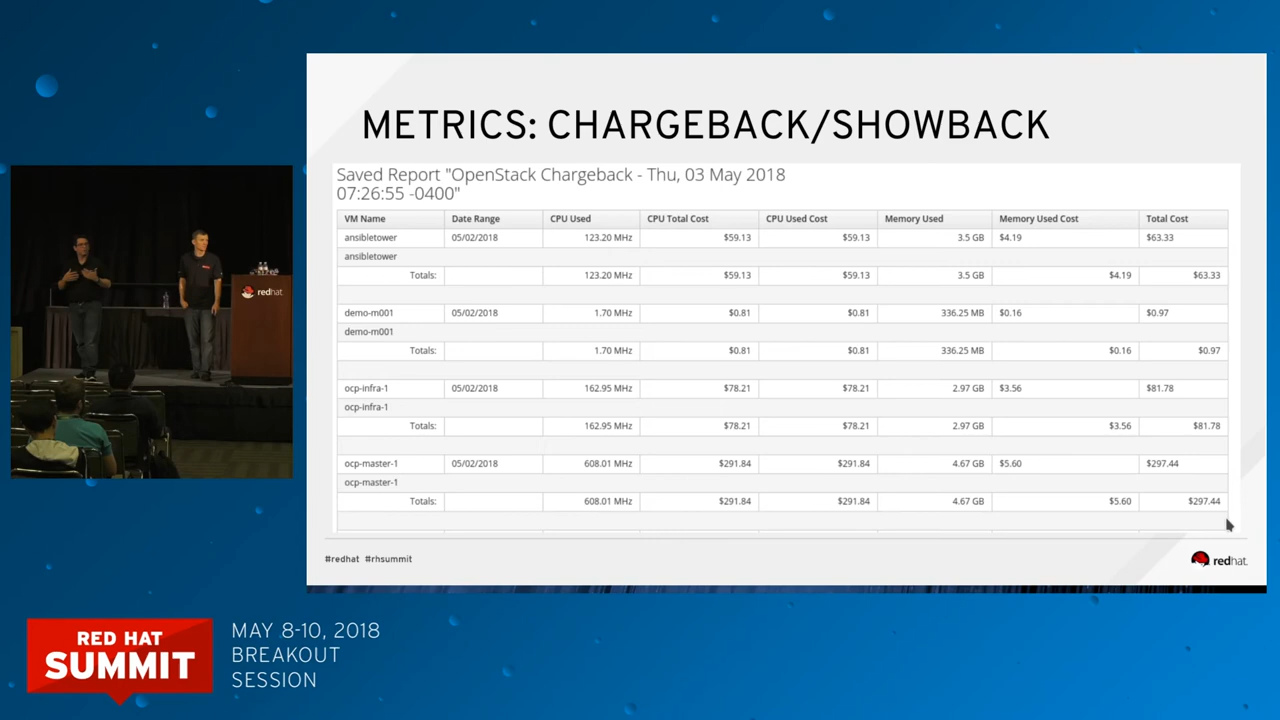 METRICS: CHARGEBACK/SHOWBACK
Saved Report "OpenStack Chargeback - Thu, 03 May 2018
07:26:55 -0400"
VM Name Date Range CPU Used CPU Total Cost CPU Used Cost Memory Used Memory Used Cost Total Cost
ansibletower 05/02/2018 123.20 MHz $59.13 $59.13 3.5 GB $4.19 $63.33
ansibletower
Totals: 123.20 MHz $59.13 $59.13 3.5 GB $4.19 $63.33
demo-m001 05/02/2018 1.70 MHz $0.81 $0.81 336.25 MB $0.16 $0.97
demo-m001
Totals: 1.70 MHz $0.81 $0.81 336.25 MB $0.16 $0.97
ocp-infra-1 05/02/2018 162.95 MHz $78.21 $78.21 2.97 GB $3.56 $81.78
ocp-infra-1
Totals: 162.95 MHz $78.21 $78.21 2.97 GB $3.56 $81.78
ocp-master-1 05/02/2018 608.01 MHz $291.84 $291.84 4.67 GB $5.60 $297.44
ocp-master-1
Totals: 608.01 MHz $291.84 $291.84 4.67 GB $5.60 $297.44
#redhat #rhsummit
redhat.
redhat
RED HAT
SUMMIT
MAY 8-10, 2018
BREAKOUT
SESSION